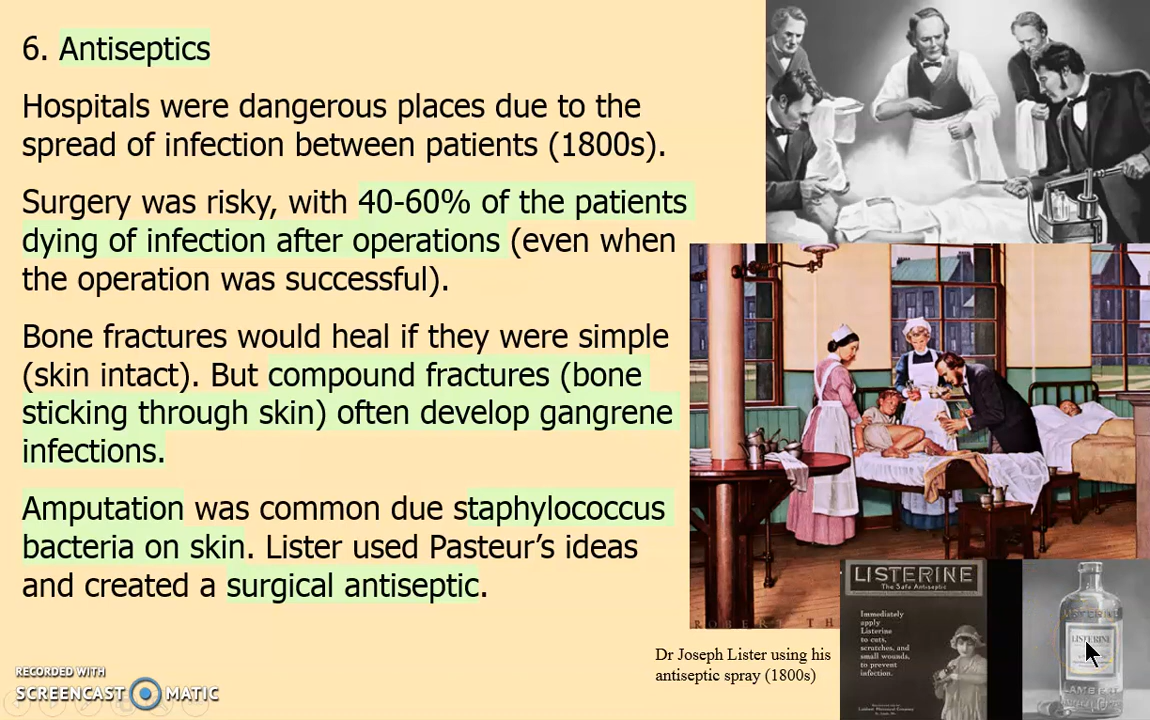 6. Antiseptics
Hospitals were dangerous places due to the
spread of infection between patients (1800s).
Surgery was risky, with 40-60% of the patients
dying of infection after operations (even when
the operation was successful).
Bone fractures would heal if they were simple
(skin intact). But compound fractures (bone
sticking through skin) often develop gangrene
infections.
Amputation was common due staphylococcus
bacteria on skin. Lister used Pasteur’s ideas
and created a surgical antiseptic.
Dr Joseph Lister using his
antiseptic spray (1800s)
LISTERINE
The Safe Antiseptic
Immediately
apply
Listerine
to cuts,
scratches, and
small wounds,
to prevent
infection.
LISTERINE
LISTERINE
LAMBERT
RECORDED WITH
SCREENCAST MATIC